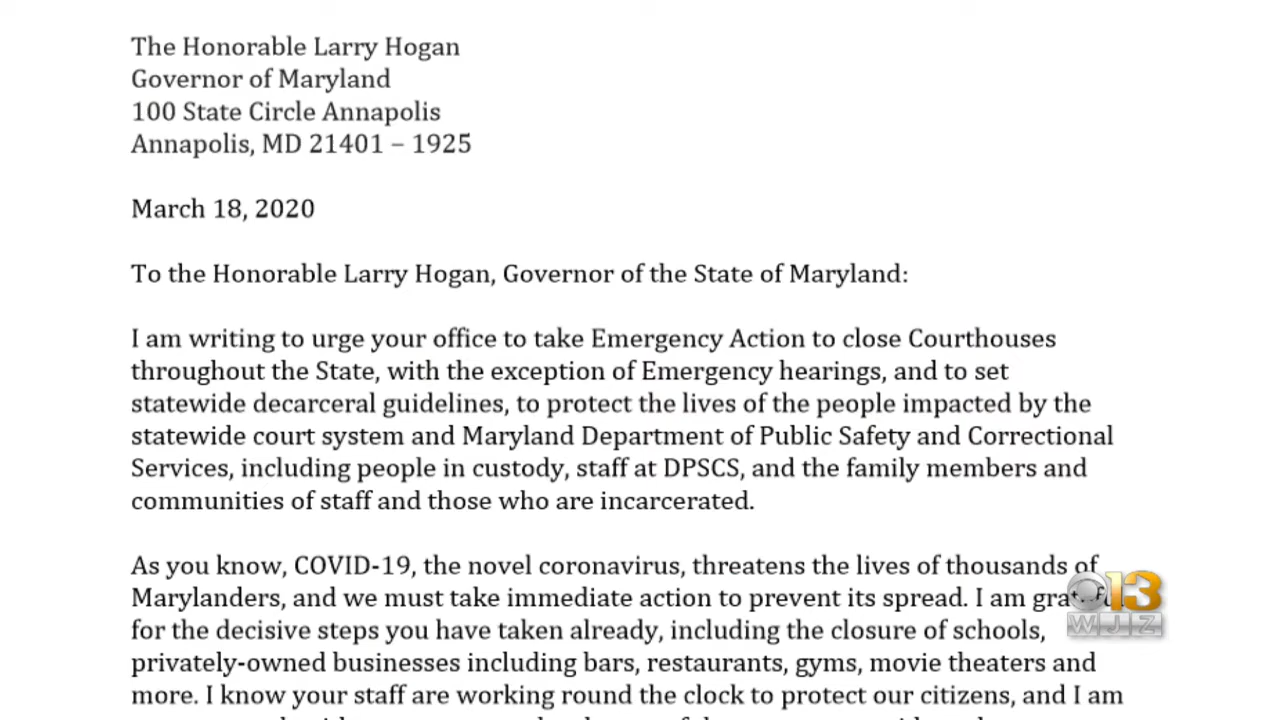 The Honorable Larry Hogan
Governor of Maryland
100 State Circle Annapolis
Annapolis, MD 21401 – 1925
March 18, 2020
To the Honorable Larry Hogan, Governor of the State of Maryland:
I am writing to urge your office to take Emergency Action to close Courthouses
throughout the State, with the exception of Emergency hearings, and to set
statewide decarceral guidelines, to protect the lives of the people impacted by the
statewide court system and Maryland Department of Public Safety and Correctional
Services, including people in custody, staff at DPSCS, and the family members and
communities of staff and those who are incarcerated.
As you know, COVID-19, the novel coronavirus, threatens the lives of thousands of
Marylanders, and we must take immediate action to prevent its spread. I am
for the decisive steps you have taken already, including the closure of schools,
privately-owned businesses including bars, restaurants, gyms, movie theaters and
more. I know your staff are working round the clock to protect our citizens, and I am
13
WJZ